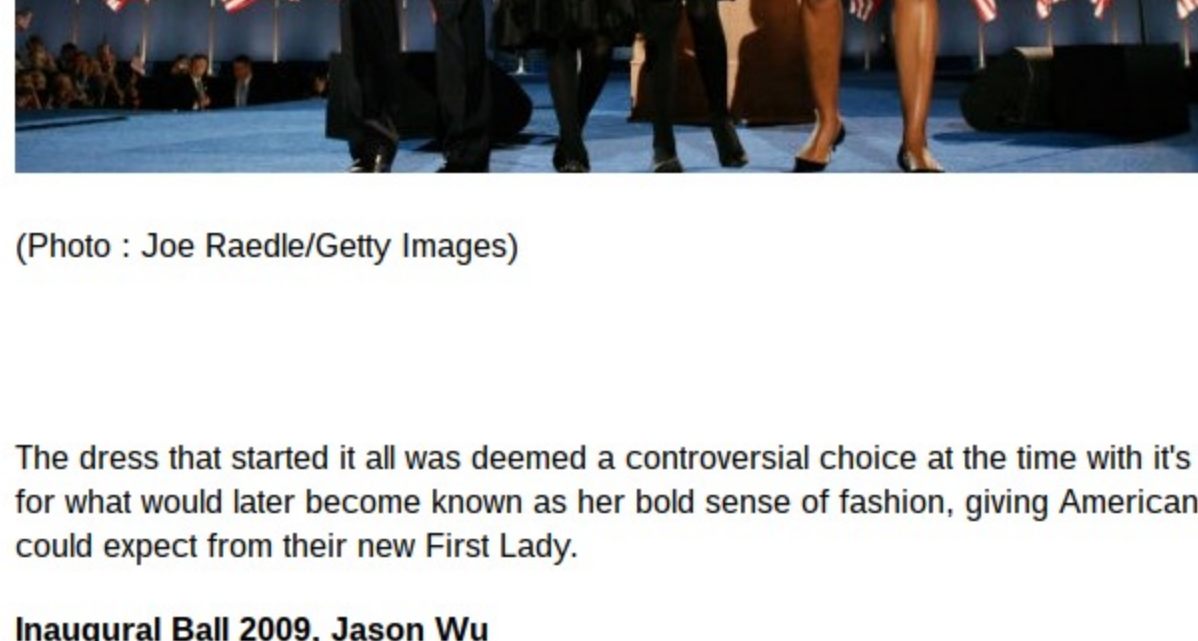 (Photo : Joe Raedle/Getty Images)
The dress that started it all was deemed a controversial choice at the time with it's
for what would later become known as her bold sense of fashion, giving American
could expect from their new First Lady.
Inaugural Ball 2009, Jason Wu